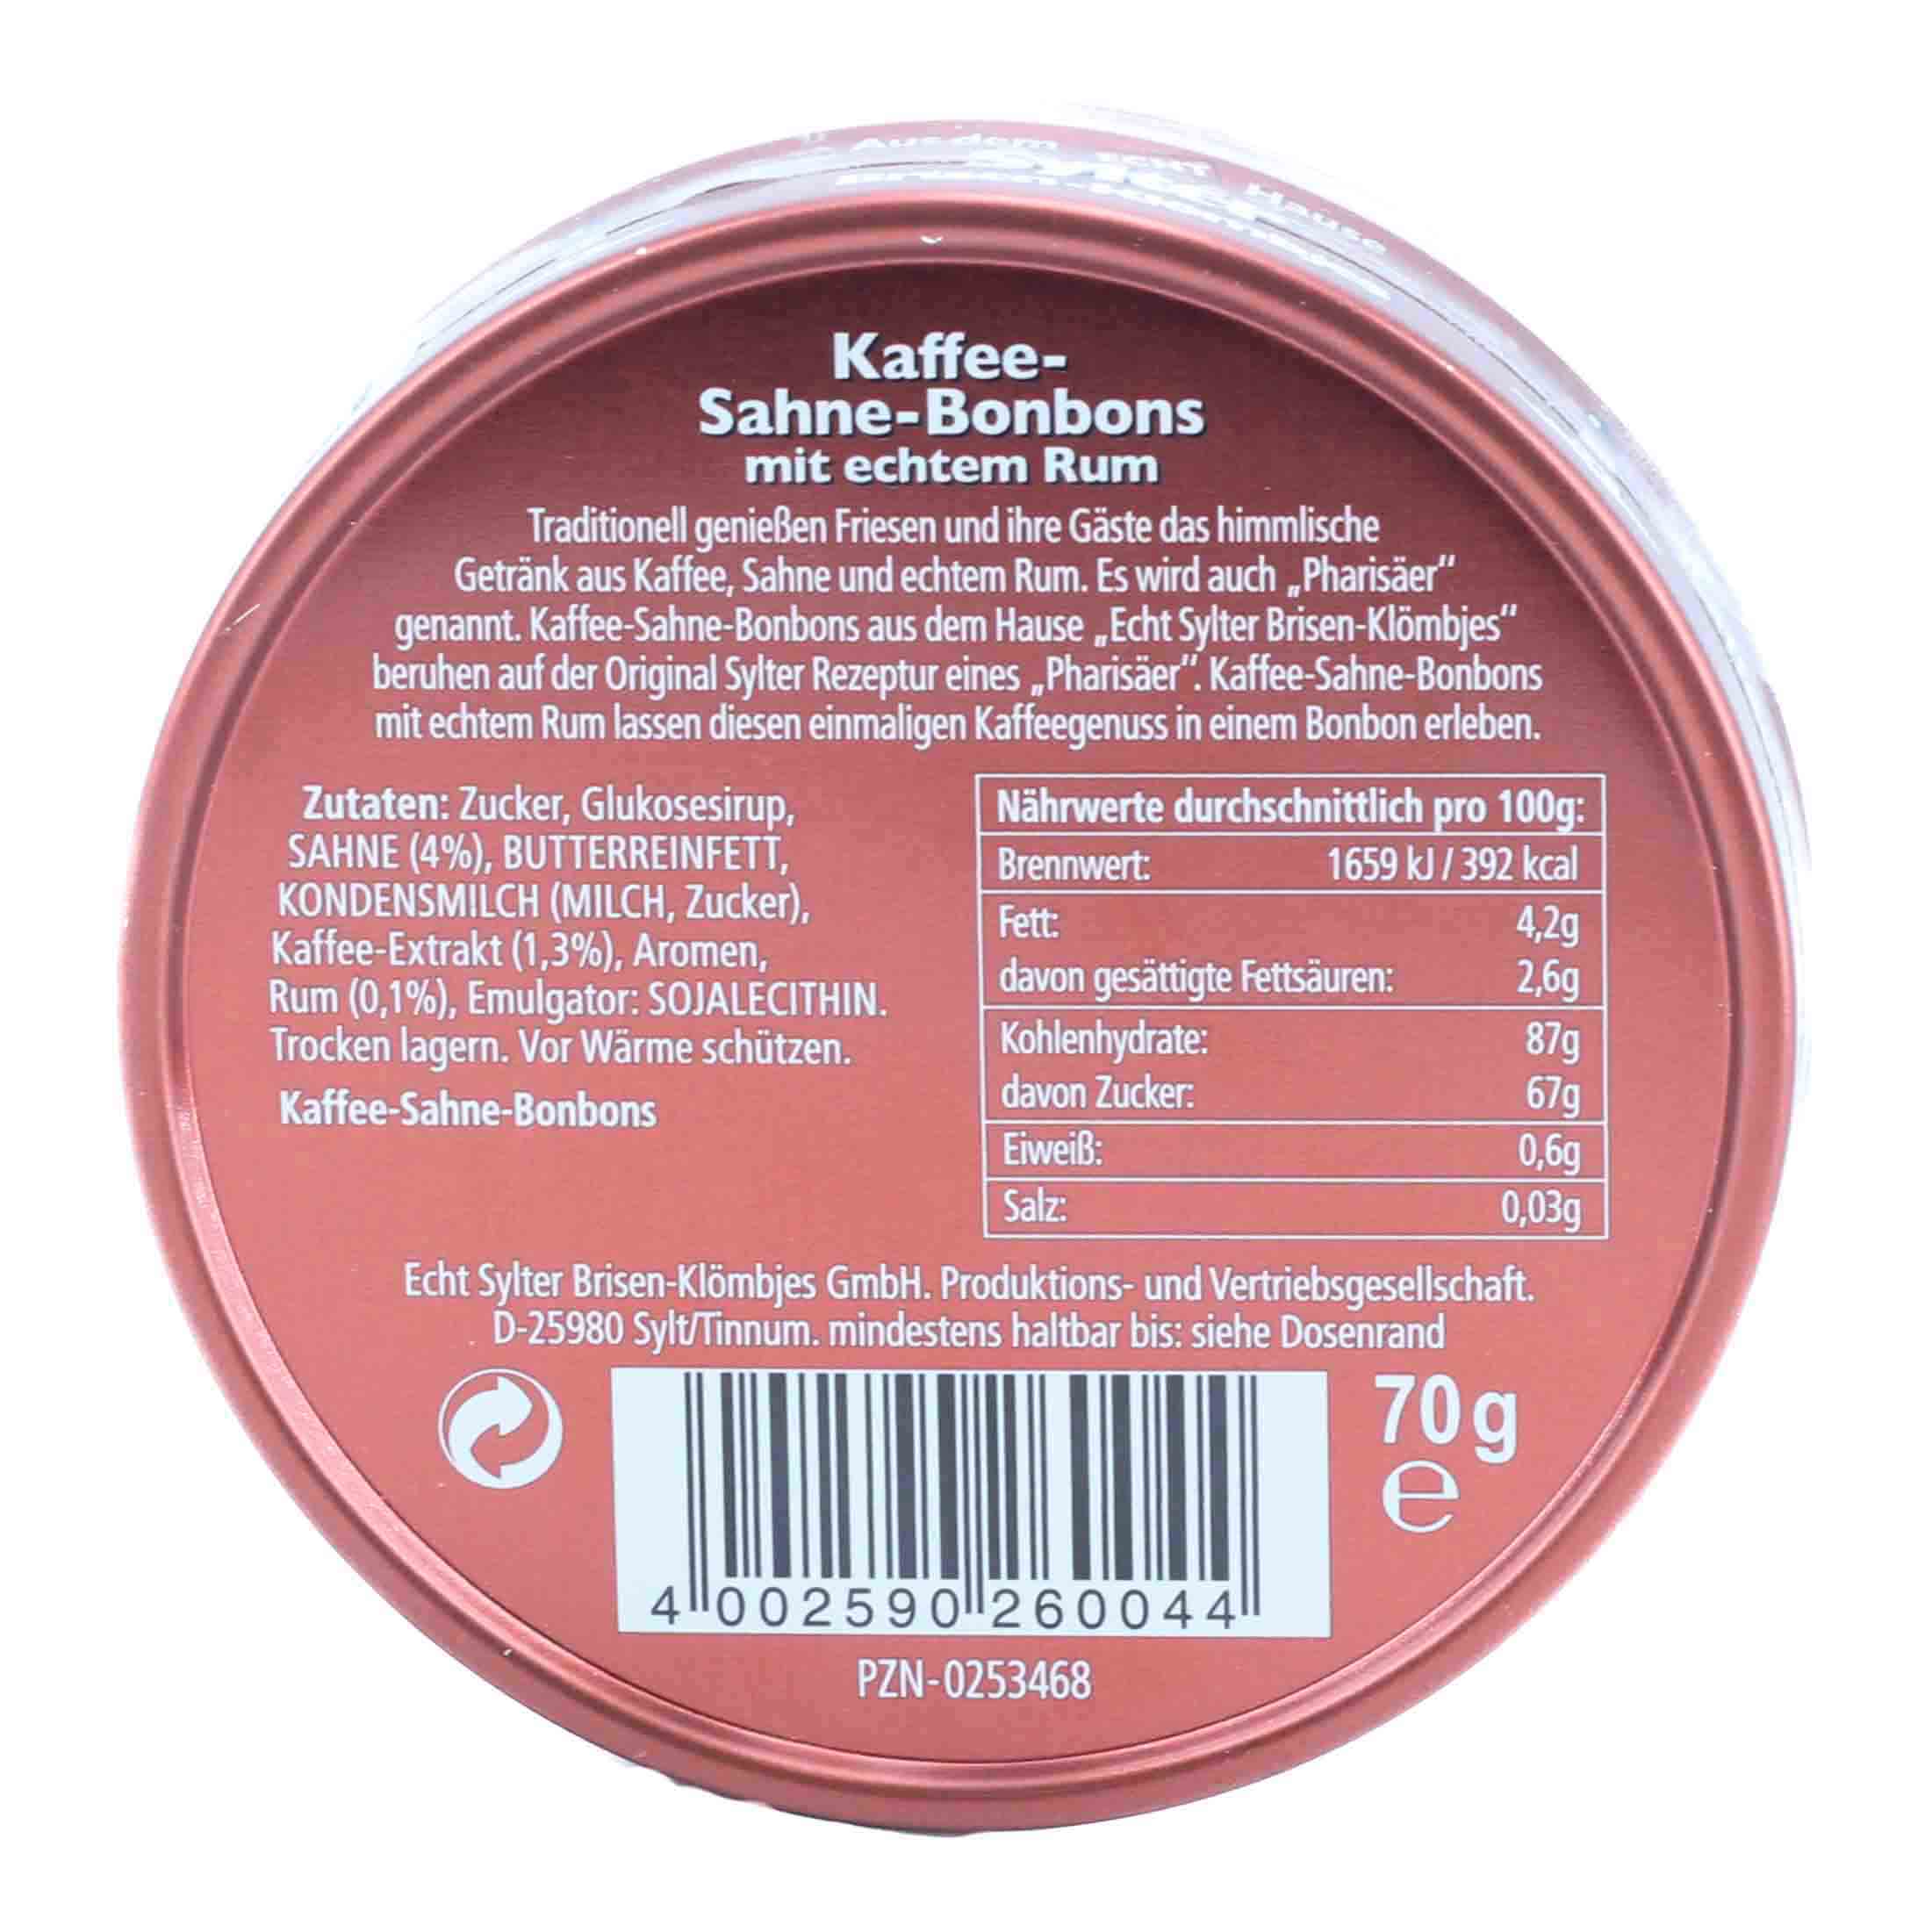 Aus dem
Hause
Kaffee-
Sahne-Bonbons
mit echtem Rum
Traditionell genießen Friesen und ihre Gäste das himmlische
Getränk aus Kaffee, Sahne und echtem Rum. Es wird auch „Pharisäer“
genannt. Kaffee-Sahne-Bonbons aus dem Hause „Echt Sylter Brisen-Klömbjes“
beruhen auf der Original Sylter Rezeptur eines „Pharisäer“. Kaffee-Sahne-Bonbons
mit echtem Rum lassen diesen einmaligen Kaffeegenuss in einem Bonbon erleben.
Zutaten: Zucker, Glukosesirup,
SAHNE (4%), BUTTERREINFETT,
KONDENSMILCH (MILCH, Zucker),
Kaffee-Extrakt (1,3%), Aromen,
Rum (0,1%), Emulgator: SOJALECITHIN.
Trocken lagern. Vor Wärme schützen.
Kaffee-Sahne-Bonbons
Nährwerte durchschnittlich pro 100g:
Brennwert: 1659 kJ / 392 kcal
Fett: 4,2g
davon gesättigte Fettsäuren: 2,6g
Kohlenhydrate: 87g
davon Zucker: 67g
Eiweiß: 0,6g
Salz: 0,03g
Echt Sylter Brisen-Klömbjes GmbH. Produktions- und Vertriebsgesellschaft.
D-25980 Sylt/Tinnum. mindestens haltbar bis: siehe Dosenrand
70g
e
4 002590 260044
PZN-0253468